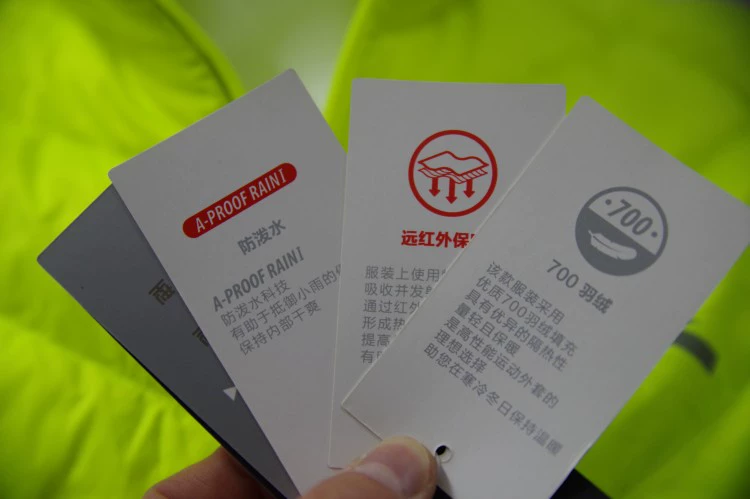 A-PROOF RAIN I
防泼水
A-PROOF RAIN I
防泼水科技
有助于抵御小雨的
保持内部干爽
远红外保
服装上使用
吸收并发
通过红外
形成热
提高
有
700
700 羽绒
该款服装采用
优质700羽绒填充
具有优异的隔热性
量轻且保暖
是高性能运动外套的
理想选择
助您在寒冷冬日保持温暖